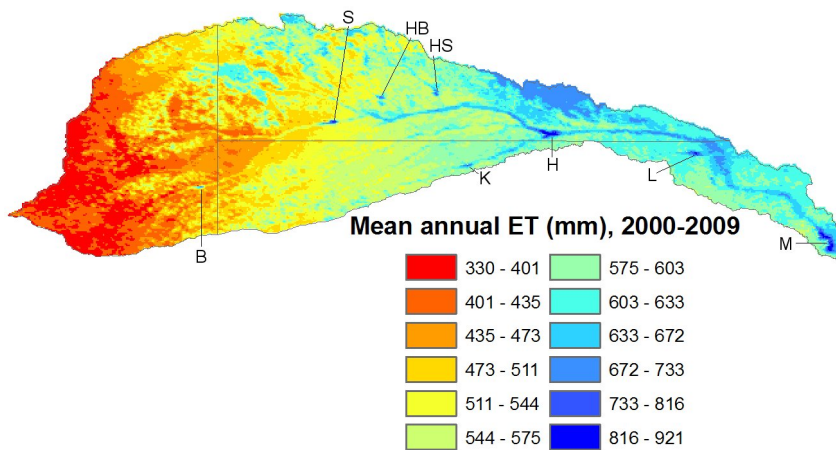 S
HB
HS
B
K
H
L
M
Mean annual ET (mm), 2000-2009
330 - 401
401 - 435
435 - 473
473 - 511
511 - 544
544 - 575
575 - 603
603 - 633
633 - 672
672 - 733
733 - 816
816 - 921